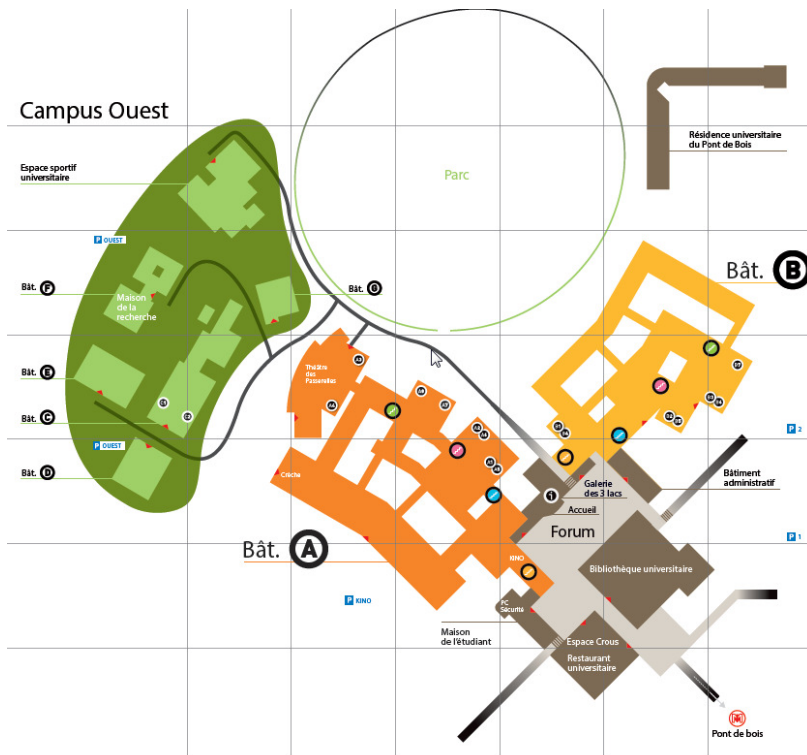 Campus Ouest
Espace sportif
universitaire
P OUEST
Bât. F
Maison
de la
recherche
Bât. G
Bât. E
Bât. C
P OUEST
Bât. D
Parc
Résidence universitaire
du Pont de Bois
Bât. B
Théâtre
des
Passerelles
Crèche
Bât. A
P KINO
KINO
PC
Sécurité
Maison
de l'étudiant
Galerie
des 3 lacs
Accueil
Forum
Bâtiment
administratif
P 2
P 1
Bibliothèque universitaire
Espace Crous
Restaurant
universitaire
Pont de bois